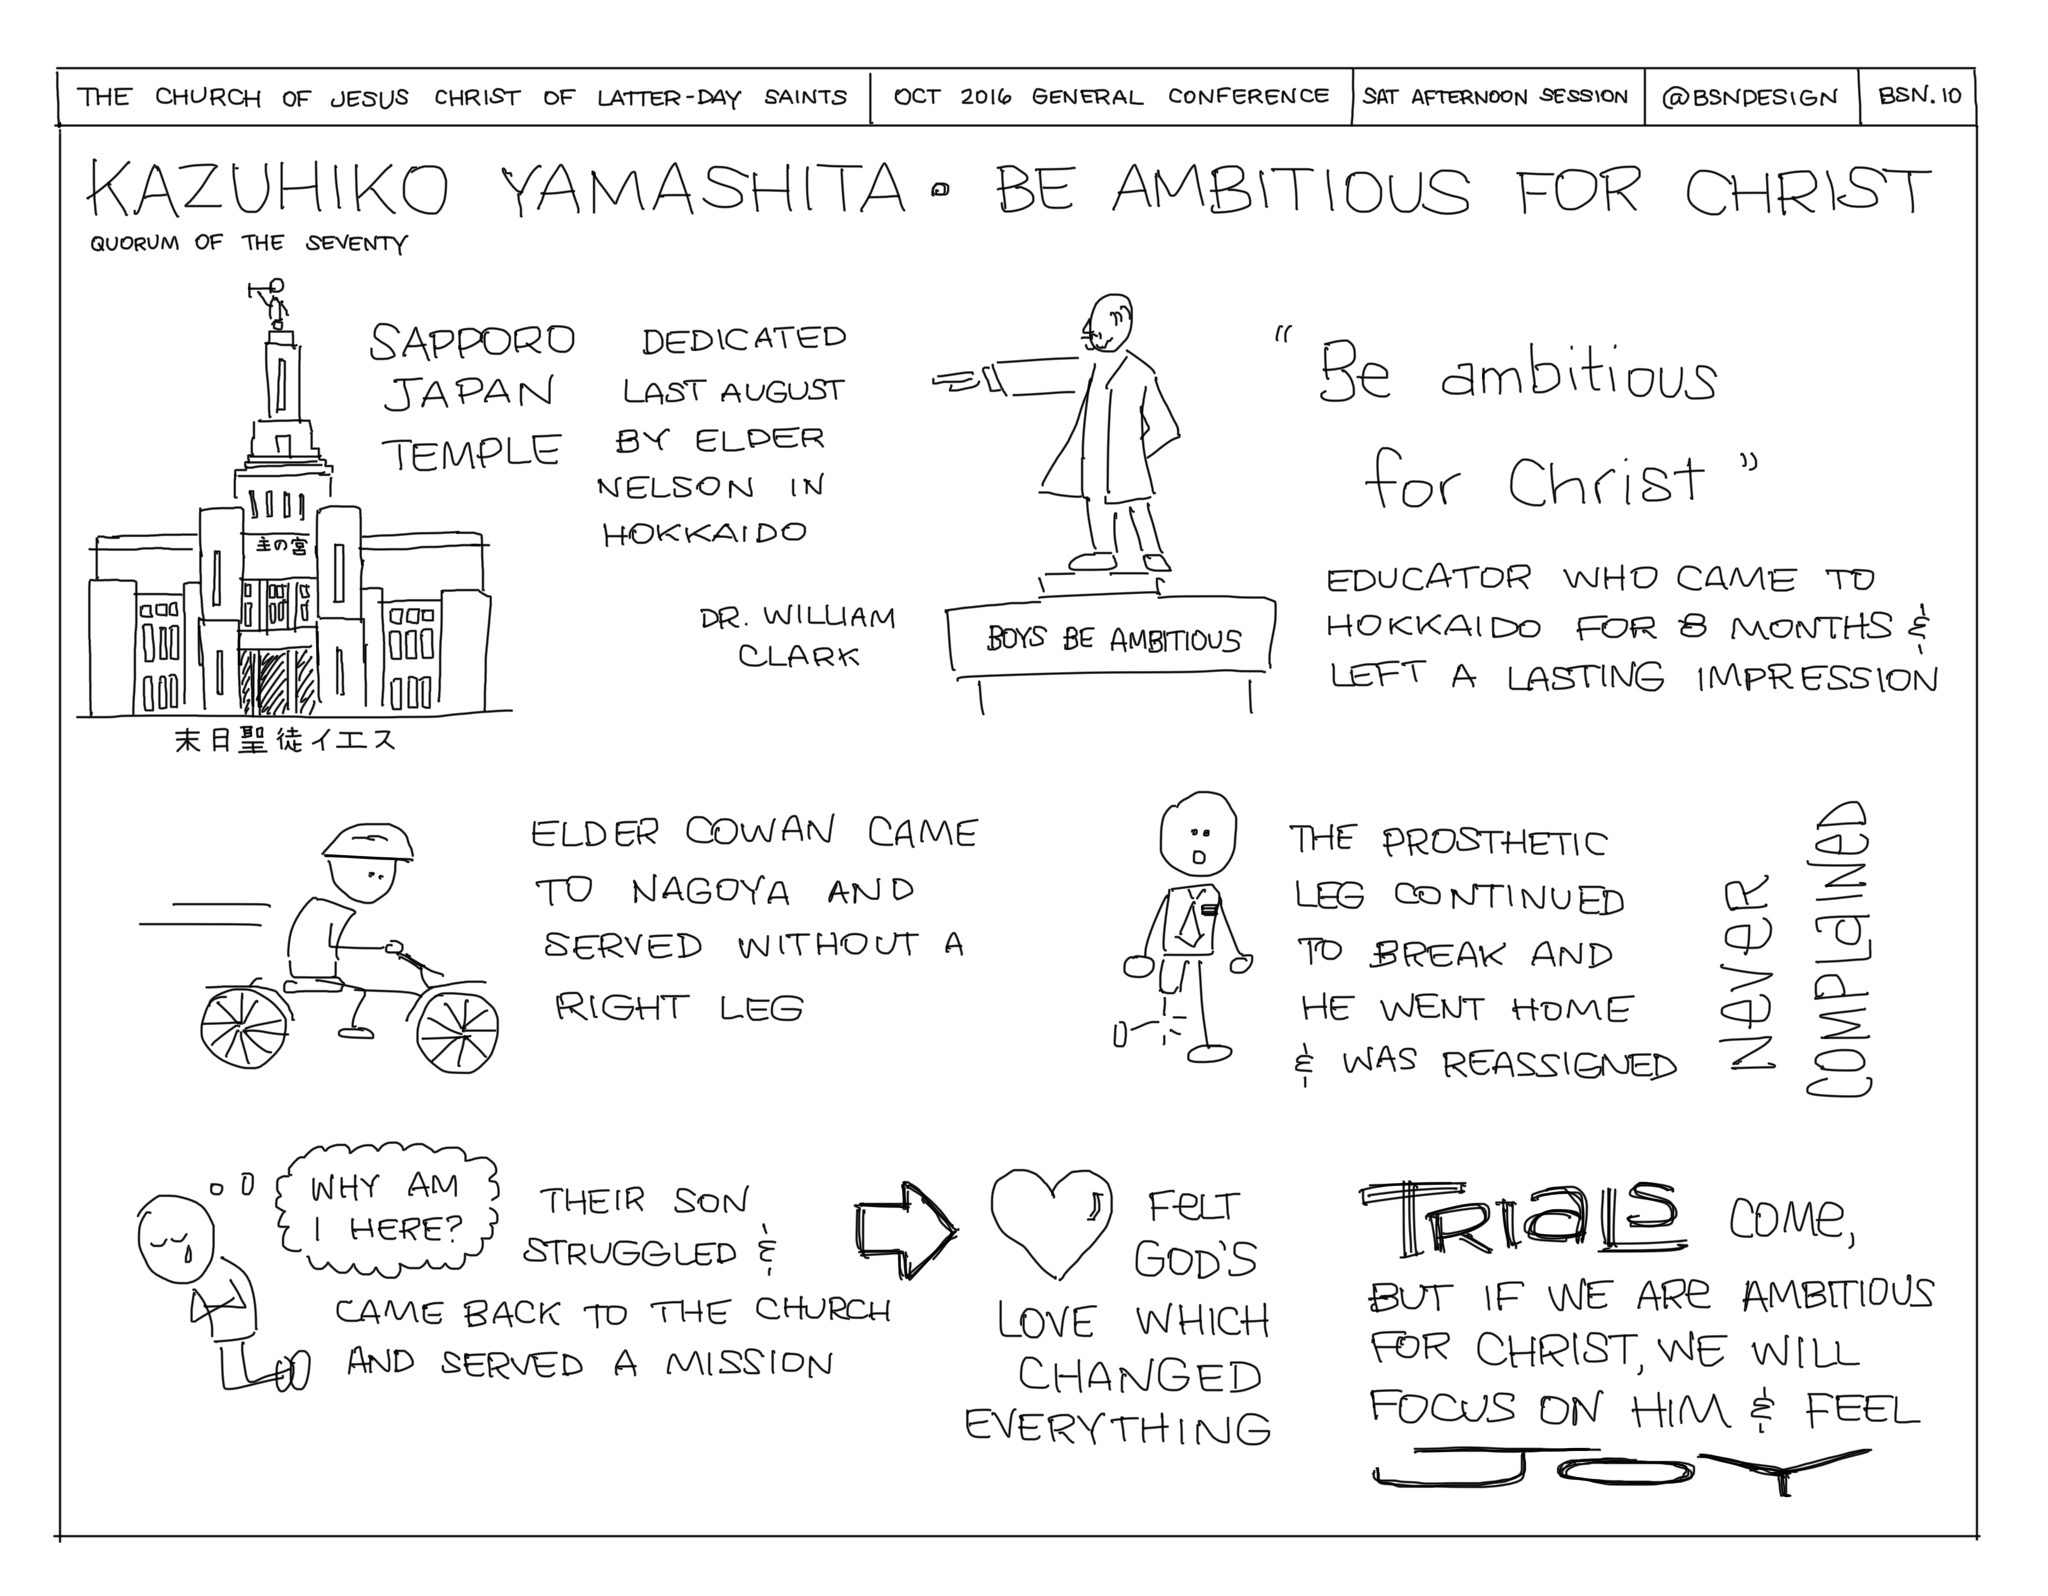 THE CHURCH OF JESUS CHRIST OF LATTER-DAY SAINTS
OCT 2016 GENERAL CONFERENCE
SAT AFTERNOON SESSION
@BSNDESIGN
BSN.10
KAZUHIKO YAMASHITA • BE AMBITIOUS FOR CHRIST
QUORUM OF THE SEVENTY
主の宮
末日聖徒イエス
SAPPORO
JAPAN
TEMPLE
DEDICATED
LAST AUGUST
BY ELDER
NELSON IN
HOKKAIDO
DR. WILLIAM
CLARK
BOYS BE AMBITIOUS
"Be ambitious
for Christ"
EDUCATOR WHO CAME TO
HOKKAIDO FOR 8 MONTHS &
LEFT A LASTING IMPRESSION
ELDER COWAN CAME
TO NAGOYA AND
SERVED WITHOUT A
RIGHT LEG
THE PROSTHETIC
LEG CONTINUED
TO BREAK AND
HE WENT HOME
& WAS REASSIGNED
NeVeR
COMPLaINeD
WHY AM
I HERE?
THEIR SON
STRUGGLED &
CAME BACK TO THE CHURCH
AND SERVED A MISSION
FeLT
GOD'S
LOVE WHICH
CHANGED
EVERYTHING
TRIaLS COMe,
BUT IF WE ARe AMBITIOUS
FOR CHRIST, WE WILL
FOCUS ON HIM & FEEL
JOY